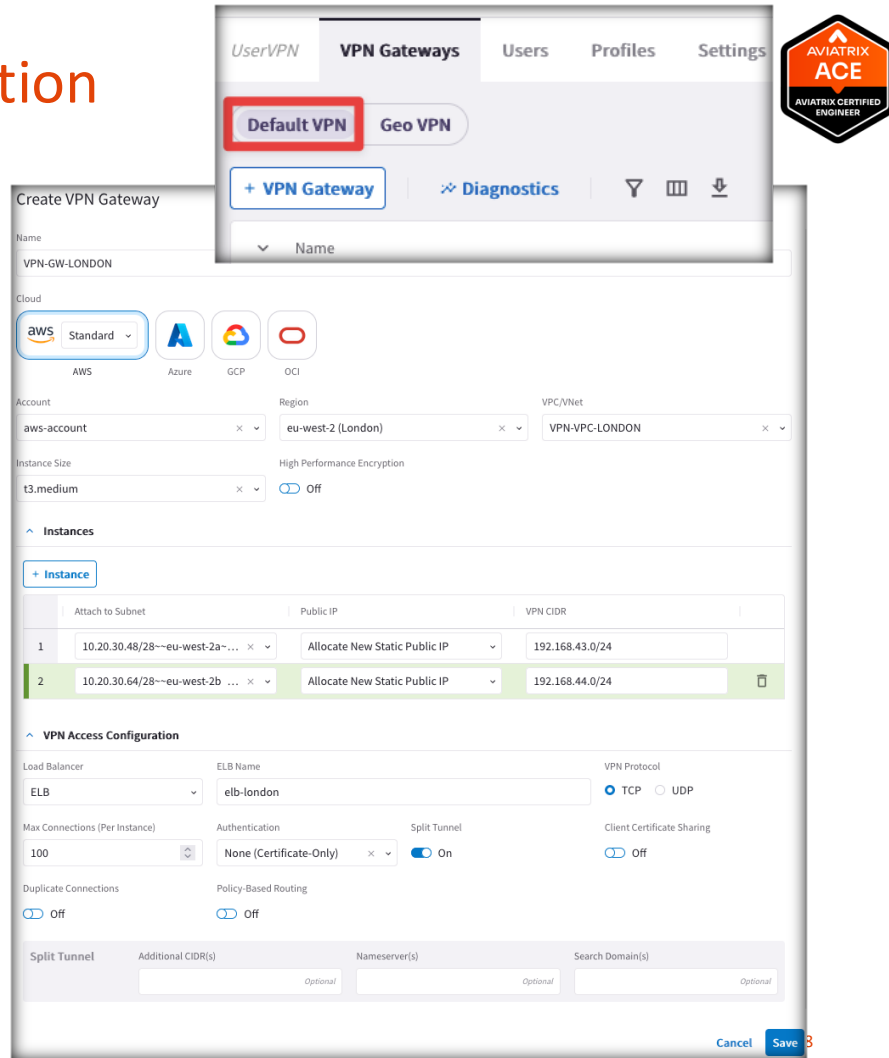 tion
UserVPN VPN Gateways Users Profiles Settings
AVIATRIX
ACE
AVIATRIX CERTIFIED
ENGINEER
Default VPN Geo VPN
+ VPN Gateway Diagnostics
Name
Create VPN Gateway
Name
VPN-GW-LONDON
Cloud
aws Standard
AWS Azure GCP OCI
Account Region VPC/VNet
aws-account eu-west-2 (London) VPN-VPC-LONDON
Instance Size High Performance Encryption
t3.medium Off
Instances
+ Instance
Attach to Subnet Public IP VPN CIDR
1 10.20.30.48/28~~eu-west-2a~... Allocate New Static Public IP 192.168.43.0/24
2 10.20.30.64/28~~eu-west-2b ... Allocate New Static Public IP 192.168.44.0/24
VPN Access Configuration
Load Balancer ELB Name VPN Protocol
ELB elb-london TCP UDP
Max Connections (Per Instance) Authentication Split Tunnel Client Certificate Sharing
100 None (Certificate-Only) On Off
Duplicate Connections Policy-Based Routing
Off Off
Split Tunnel Additional CIDR(s) Nameserver(s) Search Domain(s)
Optional Optional Optional
Cancel Save 8